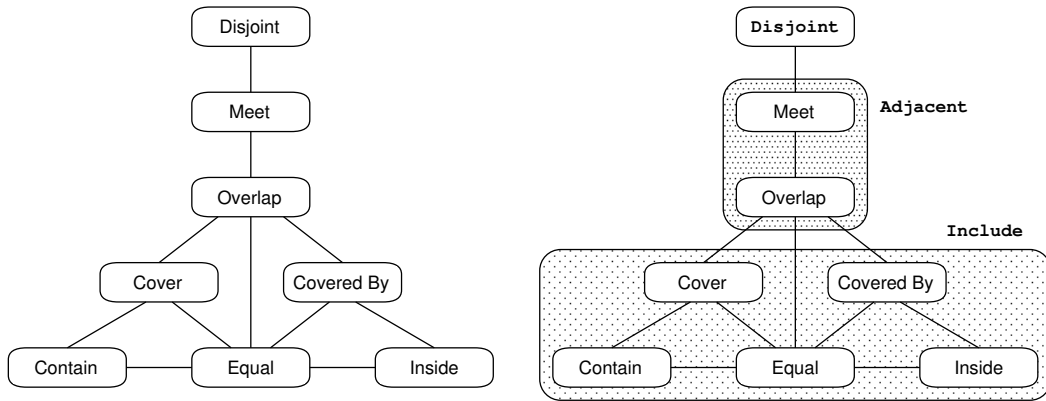 Disjoint
Meet
Overlap
Cover
Covered By
Contain
Equal
Inside
Disjoint
Meet
Adjacent
Overlap
Include
Cover
Covered By
Contain
Equal
Inside